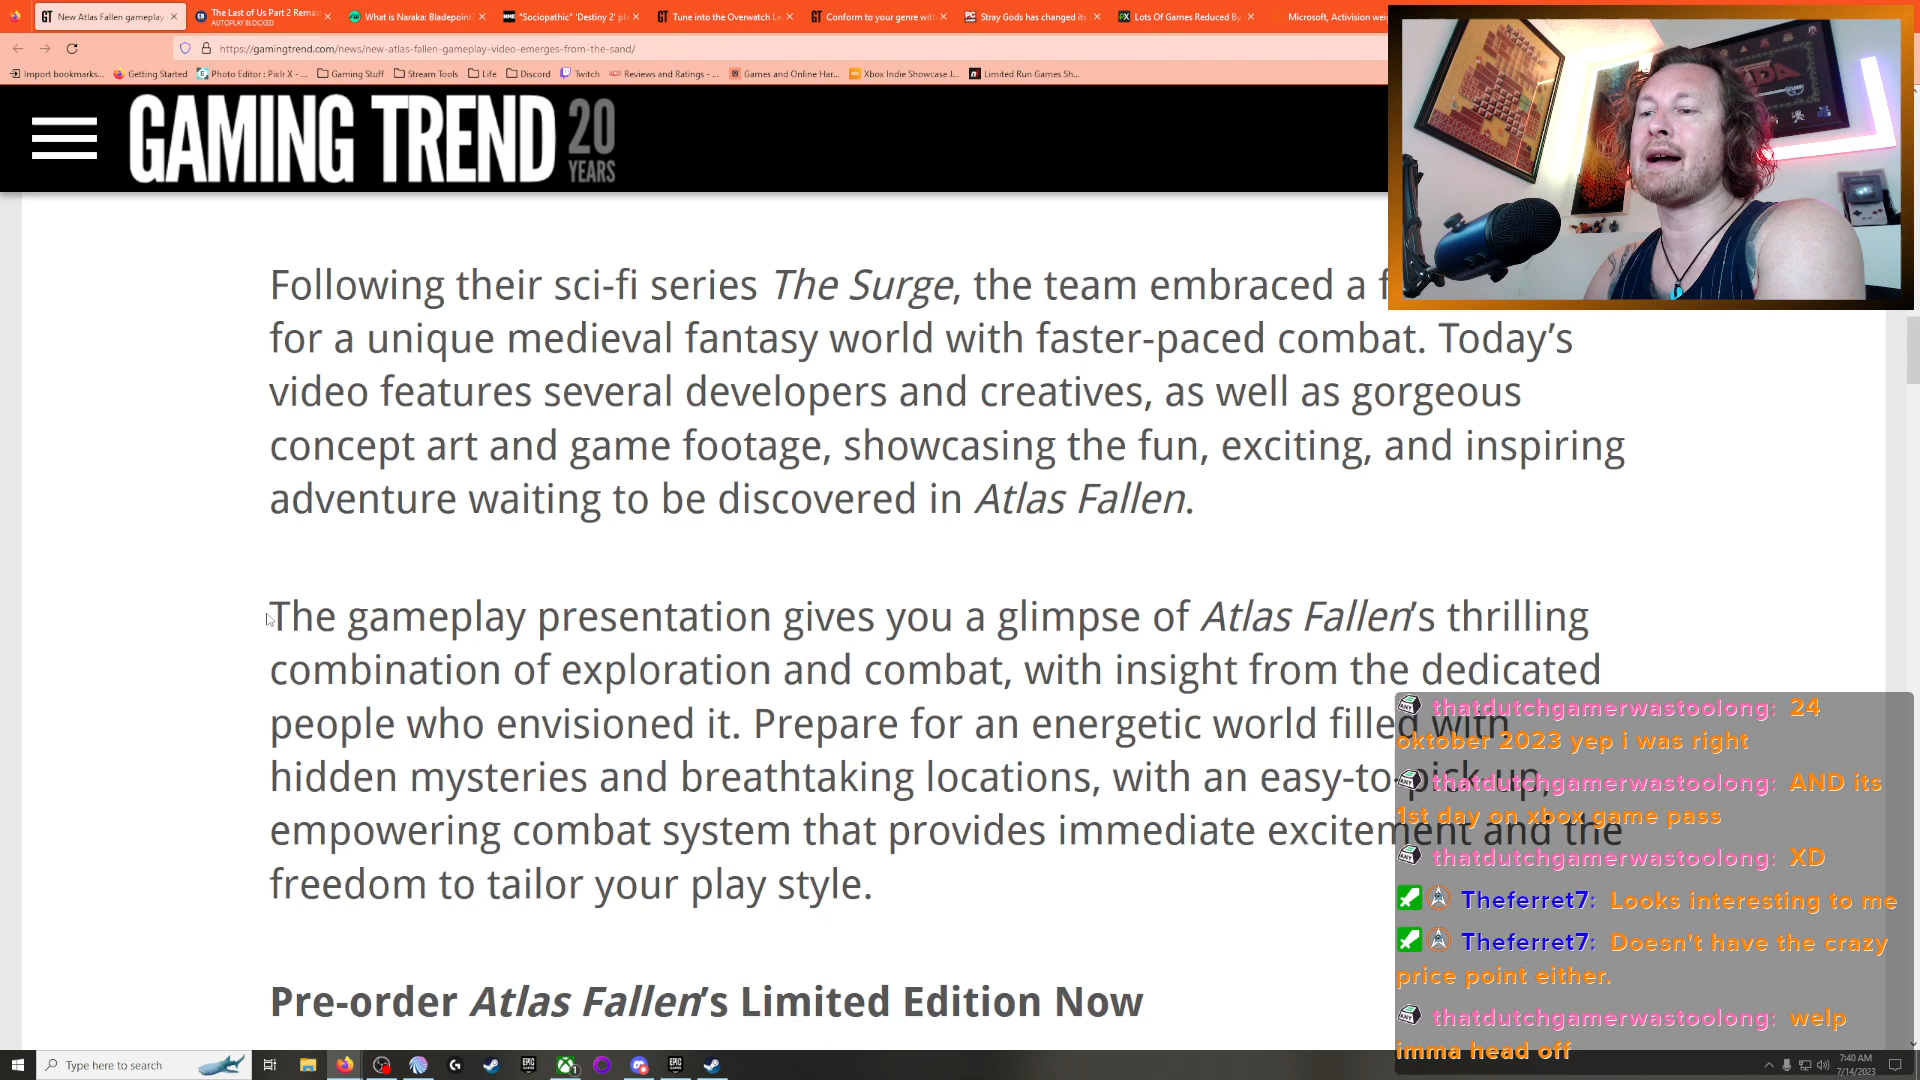 New Atlas Fallen gameplay
The Last of Us Part 2 Remast
AUTOPLAY BLOCKED
What is Naraka: Bladepoint
"Sociopathic" 'Destiny 2' pl
Tune into the Overwatch Le
Conform to your genre with
Stray Gods has changed its
Lots Of Games Reduced By
Microsoft, Activision wei
https://gamingtrend.com/news/new-atlas-fallen-gameplay-video-emerges-from-the-sand/
Import bookmarks...
Getting Started
Photo Editor : Pixlr X - ...
Gaming Stuff
Stream Tools
Life
Discord
Twitch
Reviews and Ratings - ...
Games and Online Har...
Xbox Indie Showcase J...
Limited Run Games Sh...
GAMING TREND 20 YEARS
Following their sci-fi series The Surge, the team embraced a f
for a unique medieval fantasy world with faster-paced combat. Today's
video features several developers and creatives, as well as gorgeous
concept art and game footage, showcasing the fun, exciting, and inspiring
adventure waiting to be discovered in Atlas Fallen.
The gameplay presentation gives you a glimpse of Atlas Fallen's thrilling
combination of exploration and combat, with insight from the dedicated
people who envisioned it. Prepare for an energetic world filled with
hidden mysteries and breathtaking locations, with an easy-to-pick-up,
empowering combat system that provides immediate excitement and the
freedom to tailor your play style.
Pre-order Atlas Fallen's Limited Edition Now
thatdutchgamerwastoolong: 24
oktober 2023 yep i was right
thatdutchgamerwastoolong: AND its
1st day on xbox game pass
thatdutchgamerwastoolong: XD
Theferret7: Looks interesting to me
Theferret7: Doesn't have the crazy
price point either.
thatdutchgamerwastoolong: welp
imma head off
Type here to search
7:40 AM
7/14/2023